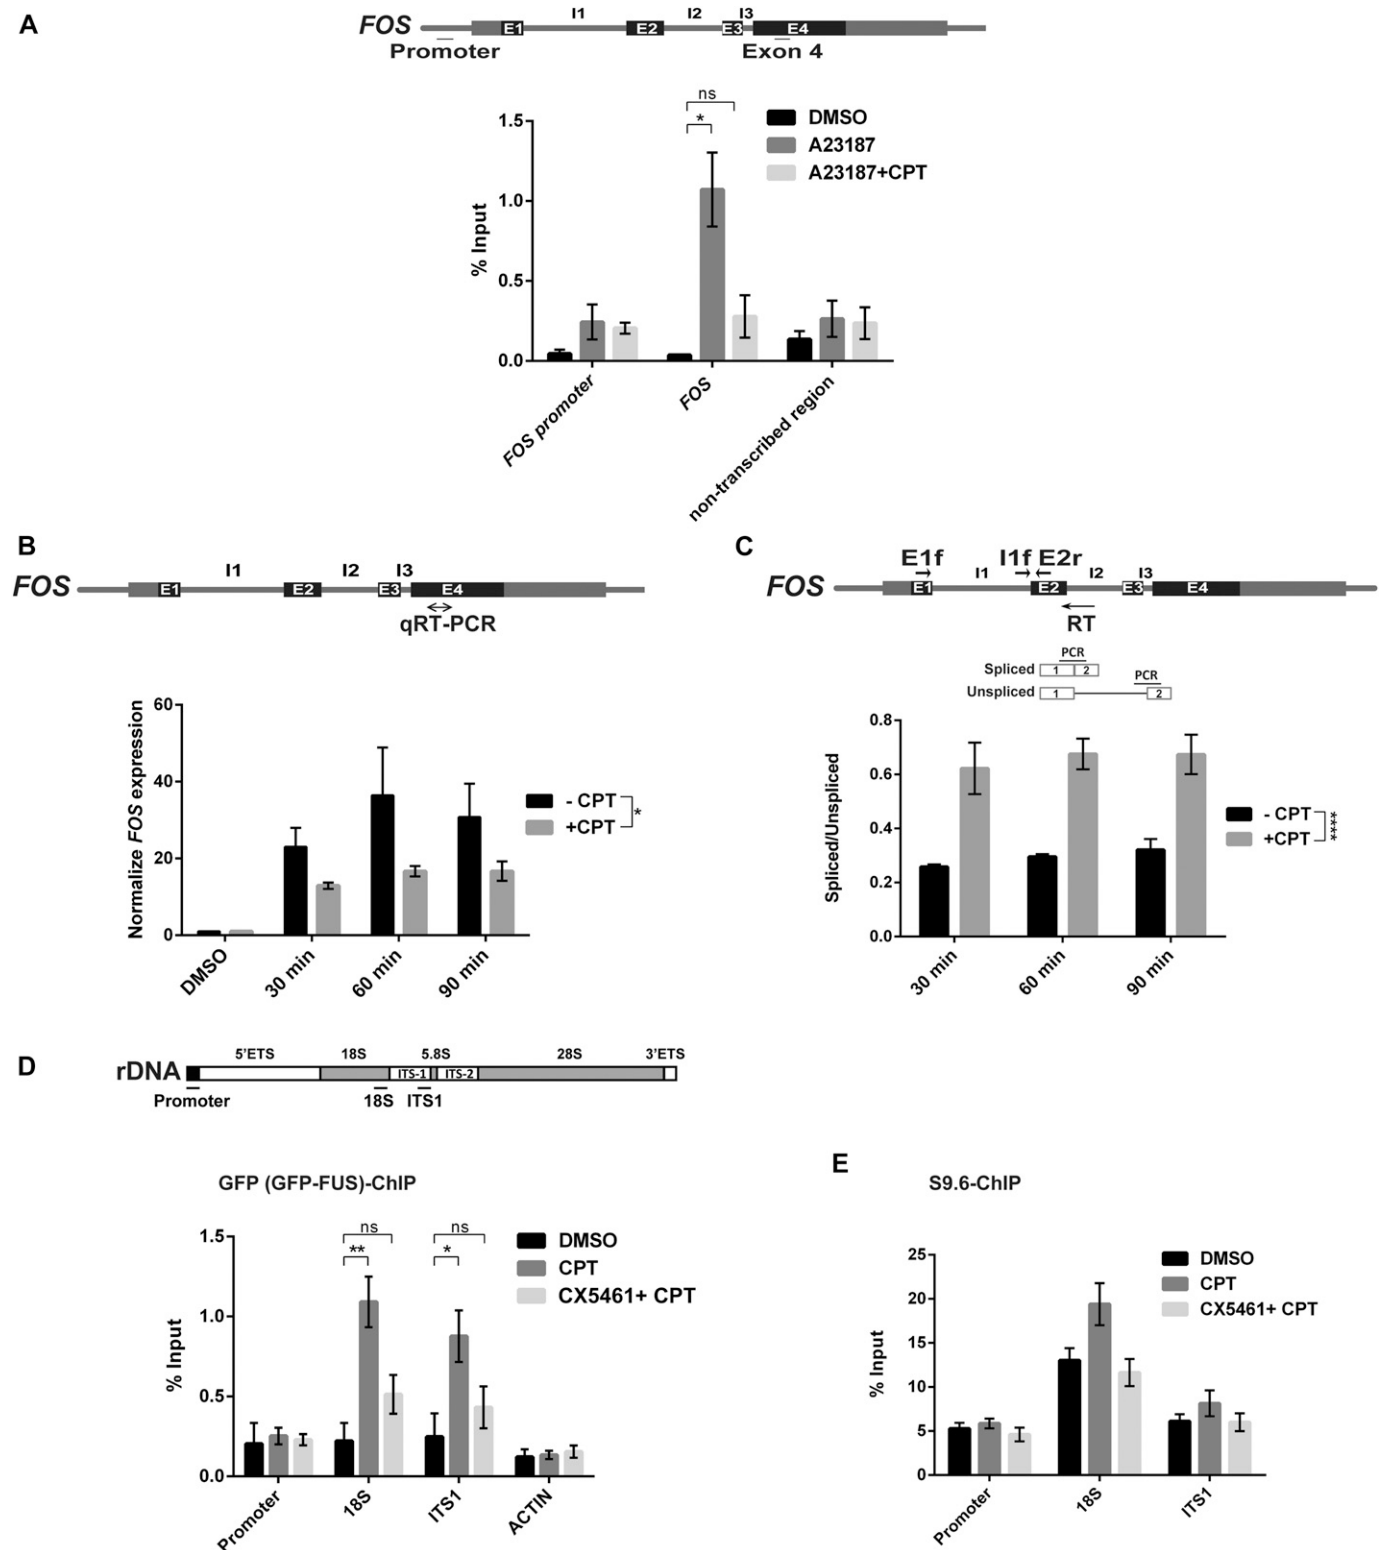 A
FOS
I1 I2 I3
E1 E2 E3 E4
Promoter Exon 4
ns
*
DMSO
A23187
A23187+CPT
% Input
1.5
1.0
0.5
0.0
FOS promoter
FOS
non-transcribed region
B
FOS
I1 I2 I3
E1 E2 E3 E4
qRT-PCR
Normalize FOS expression
60
40
20
0
- CPT
+CPT
*
DMSO
30 min
60 min
90 min
C
E1f I1f E2r
FOS
I1 I2 I3
E1 E2 E3 E4
RT
PCR
Spliced 1 2
PCR
Unspliced 1 2
Spliced/Unspliced
0.8
0.6
0.4
0.2
0.0
- CPT
+CPT
****
30 min
60 min
90 min
D
5'ETS 18S 5.8S 28S 3'ETS
rDNA
ITS-1 ITS-2
Promoter 18S ITS1
GFP (GFP-FUS)-ChIP
ns ns
** *
DMSO
CPT
CX5461+ CPT
% Input
1.5
1.0
0.5
0.0
Promoter
18S
ITS1
ACTIN
E
S9.6-ChIP
DMSO
CPT
CX5461+ CPT
% Input
25
20
15
10
5
0
Promoter
18S
ITS1